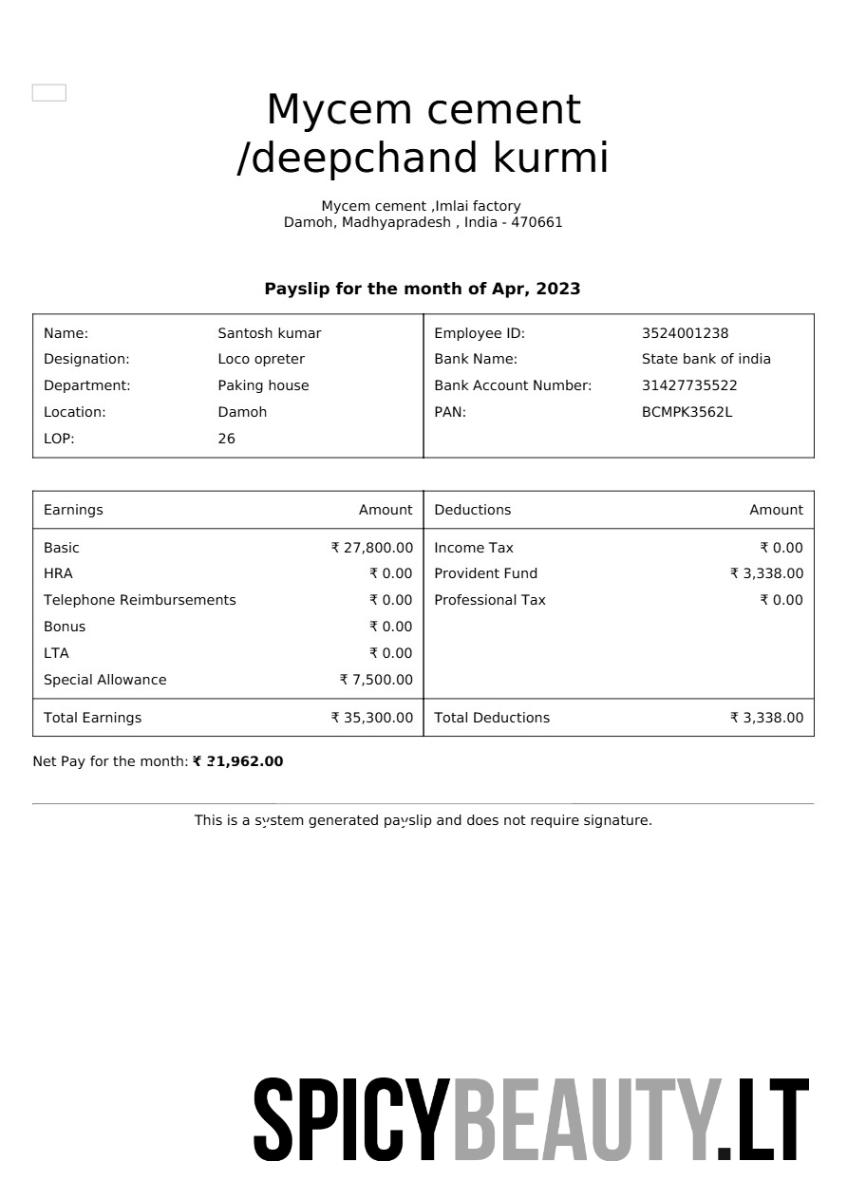 Mycem cement
/deepchand kurmi
Mycem cement ,Imlai factory
Damoh, Madhyapradesh , India - 470661
Payslip for the month of Apr, 2023
Name: Santosh kumar Employee ID: 3524001238
Designation: Loco opreter Bank Name: State bank of india
Department: Paking house Bank Account Number: 31427735522
Location: Damoh PAN: BCMPK3562L
LOP: 26
Earnings Amount Deductions Amount
Basic ₹ 27,800.00 Income Tax ₹ 0.00
HRA ₹ 0.00 Provident Fund ₹ 3,338.00
Telephone Reimbursements ₹ 0.00 Professional Tax ₹ 0.00
Bonus ₹ 0.00
LTA ₹ 0.00
Special Allowance ₹ 7,500.00
Total Earnings ₹ 35,300.00 Total Deductions ₹ 3,338.00
Net Pay for the month: ₹ 31,962.00
This is a system generated payslip and does not require signature.
SPICYBEAUTY.LT